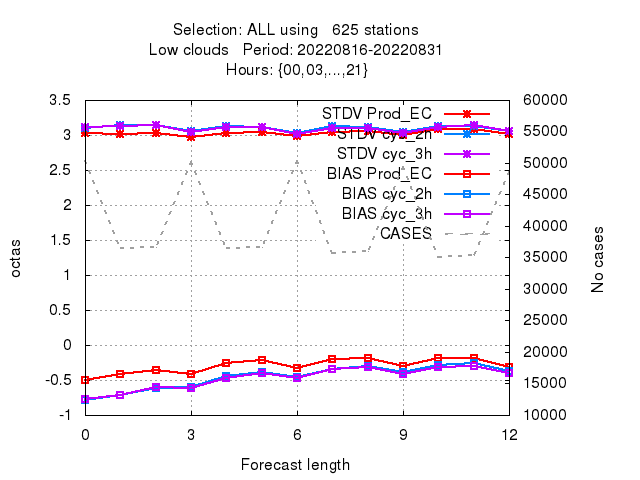 Selection: ALL using   625 stations
Low clouds   Period: 20220816-20220831
Hours: {00,03,...,21}
3.5
3
2.5
2
1.5
1
0.5
0
-0.5
-1
octas
60000
55000
50000
45000
40000
35000
30000
25000
20000
15000
10000
No cases
STDV Prod_EC
STDV cyc_2h
STDV cyc_3h
BIAS Prod_EC
BIAS cyc_2h
BIAS cyc_3h
CASES
0 3 6 9 12
Forecast length